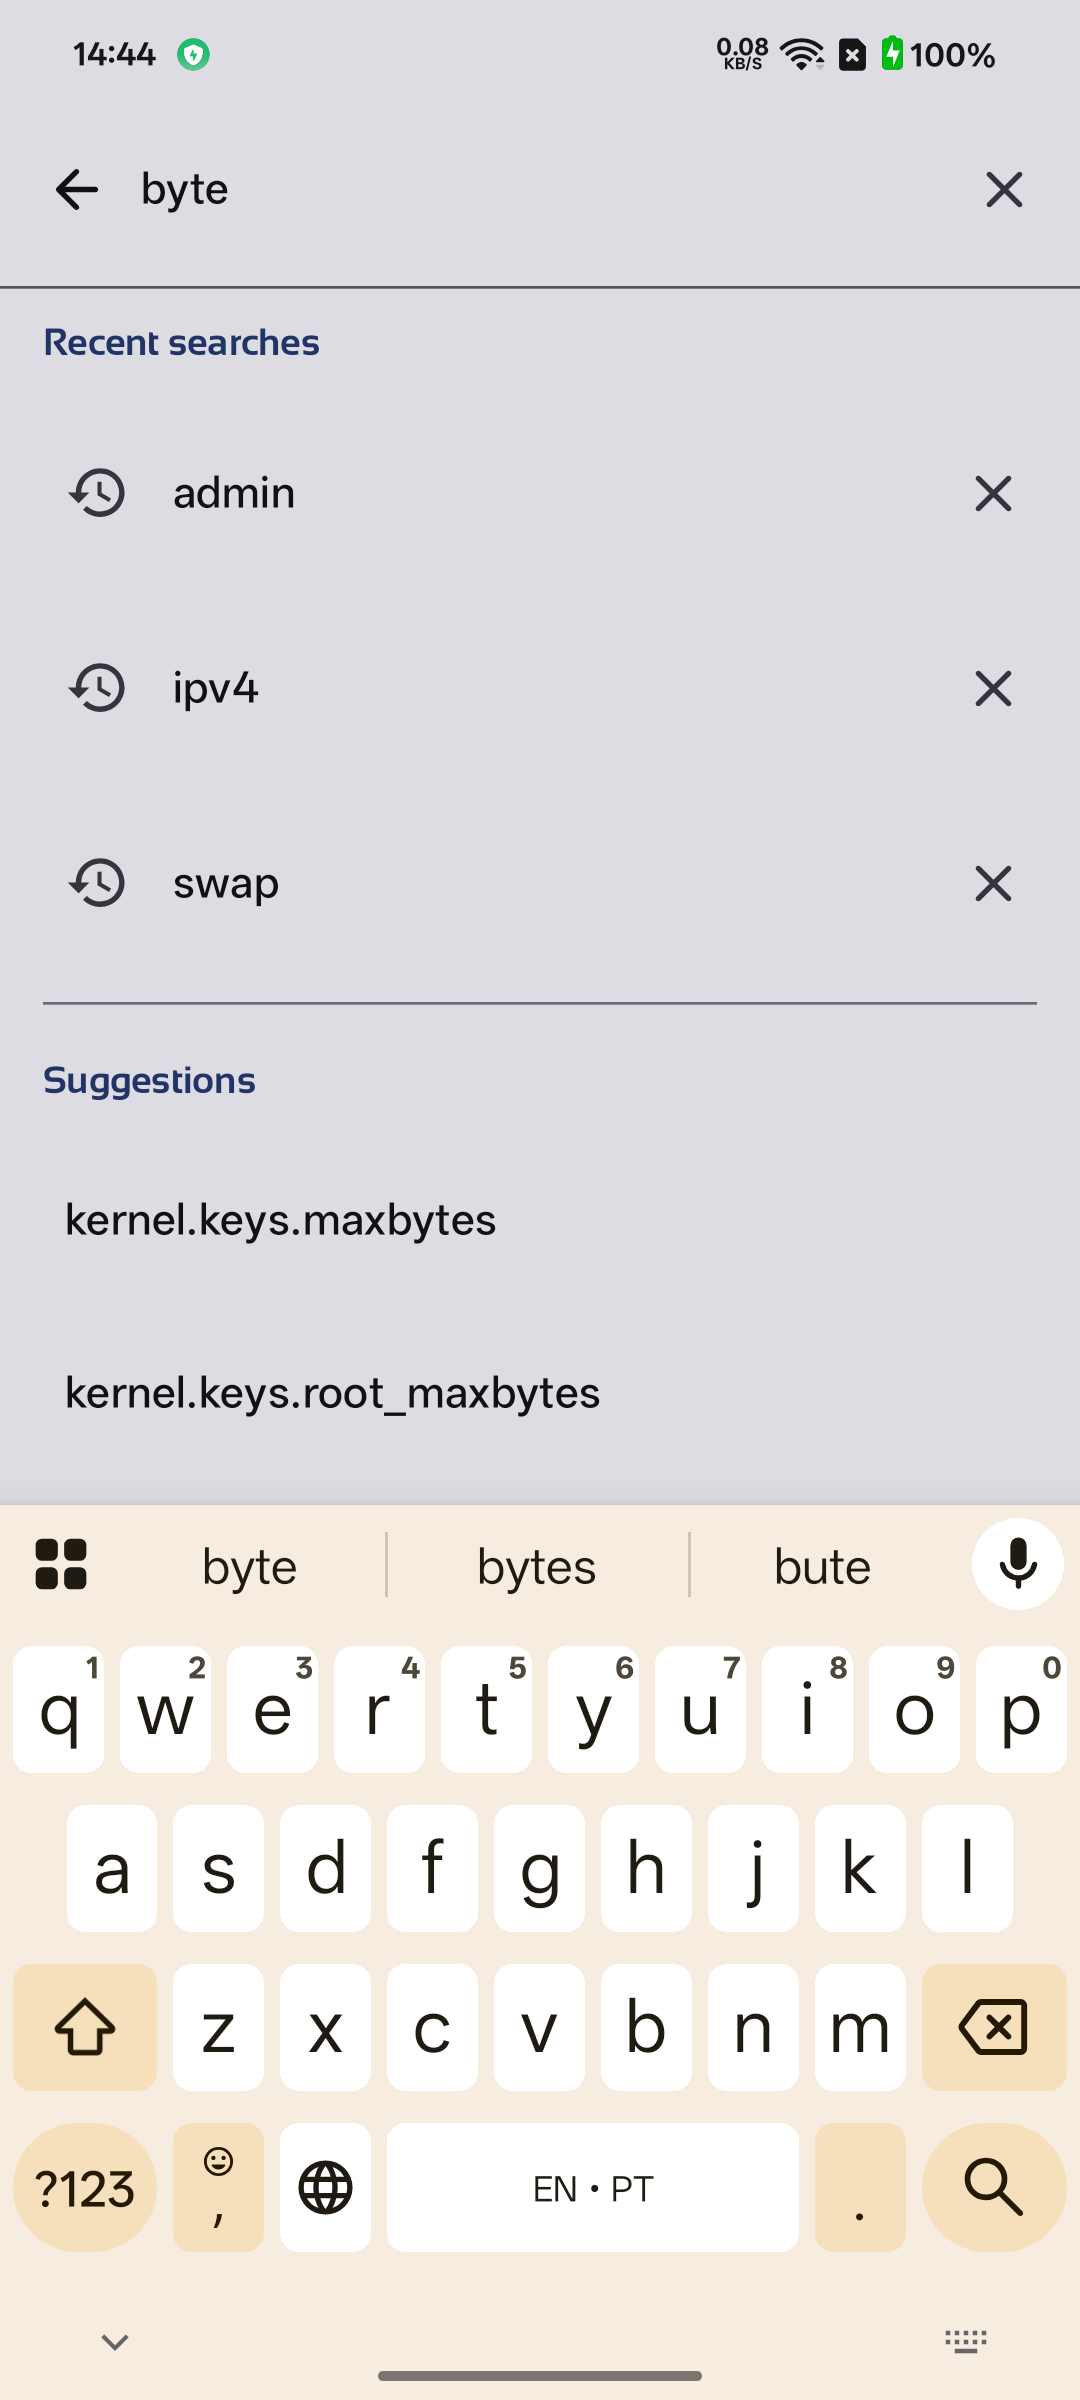 14:44
0.08
KB/S
100%
byte
Recent searches
admin
ipv4
swap
Suggestions
kernel.keys.maxbytes
kernel.keys.root_maxbytes
byte bytes bute
q1 w2 e3 r4 t5 y6 u7 i8 o9 p0
a s d f g h j k l
z x c v b n m
?123 , EN • PT .